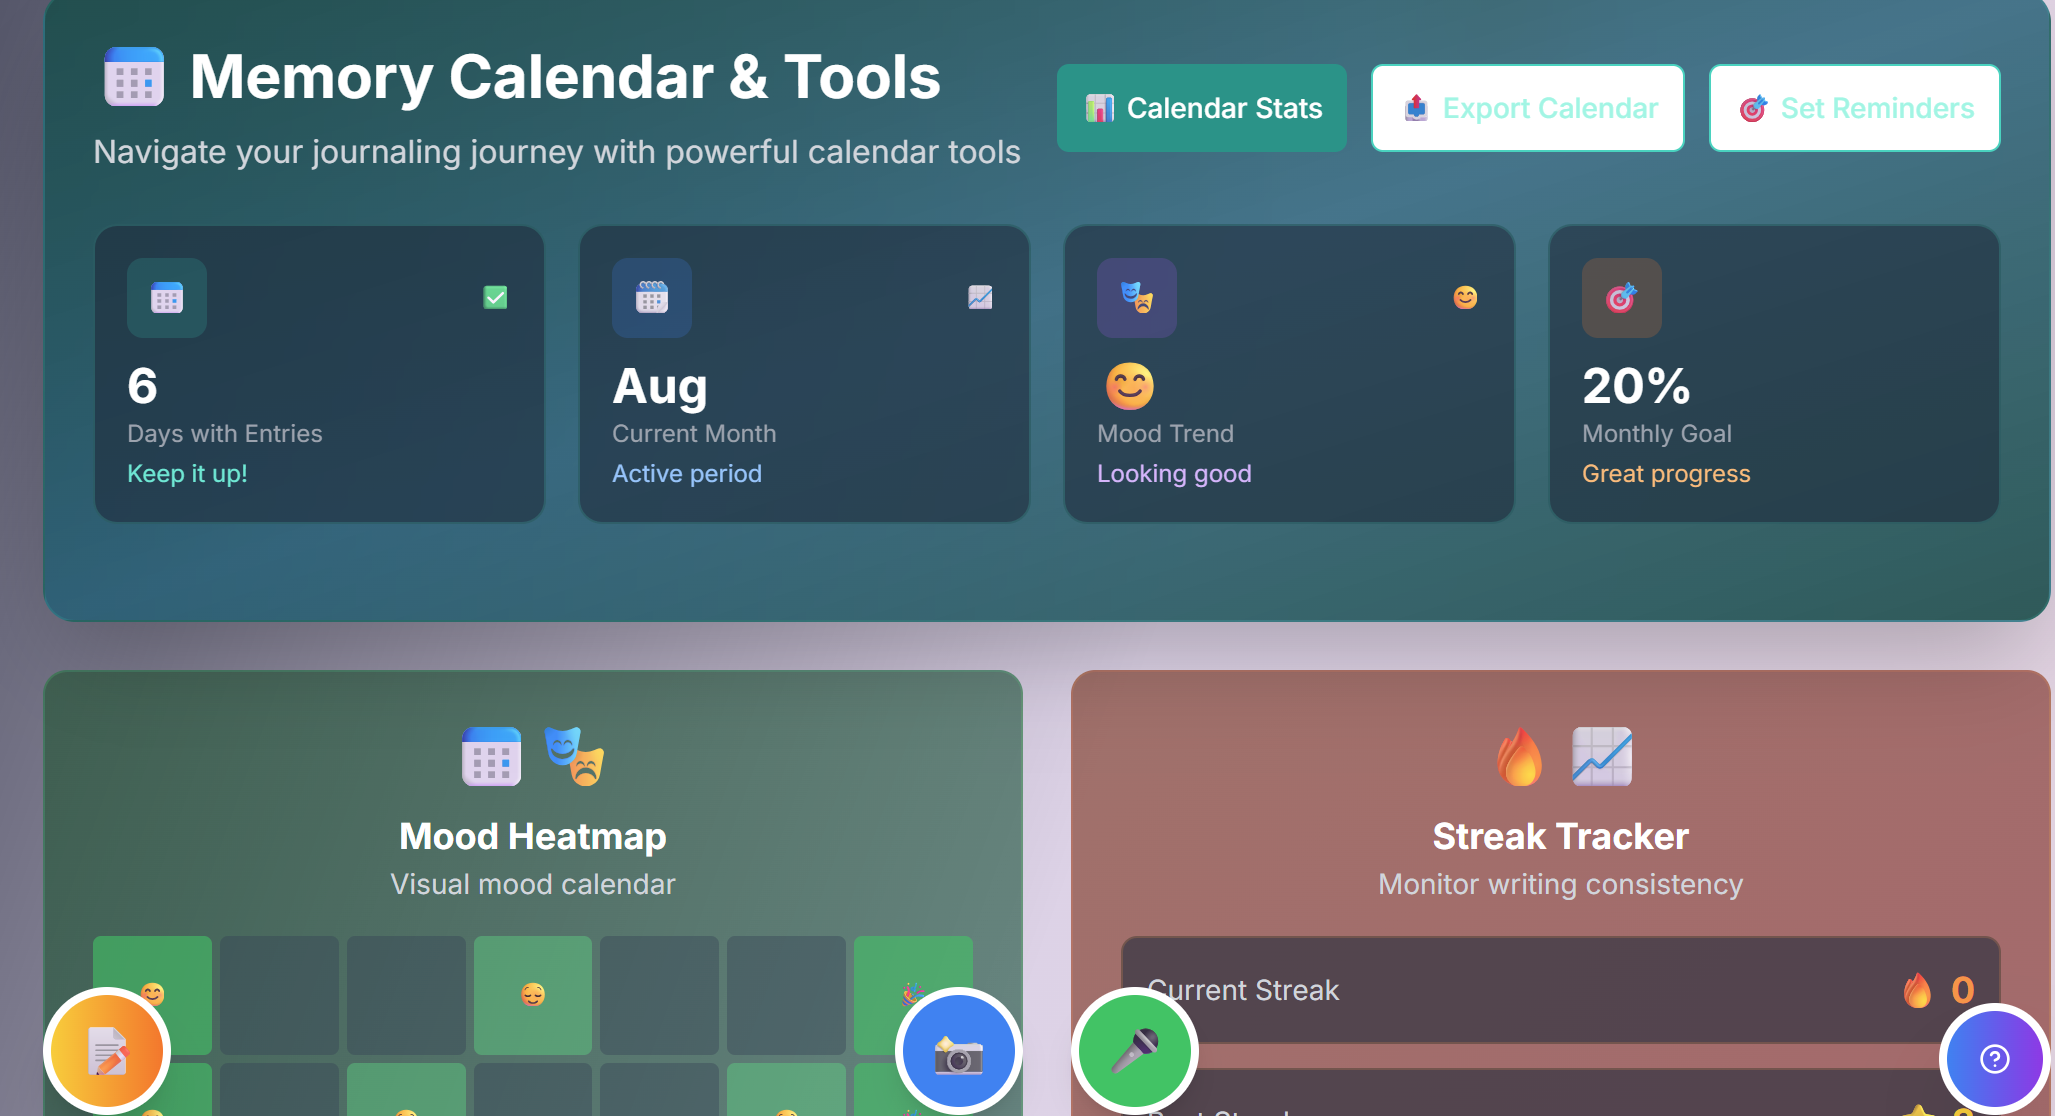 Memory Calendar & Tools
Navigate your journaling journey with powerful calendar tools
Calendar Stats
Export Calendar
Set Reminders
6
Days with Entries
Keep it up!
Aug
Current Month
Active period
Mood Trend
Looking good
20%
Monthly Goal
Great progress
Mood Heatmap
Visual mood calendar
Streak Tracker
Monitor writing consistency
Current Streak
0
?